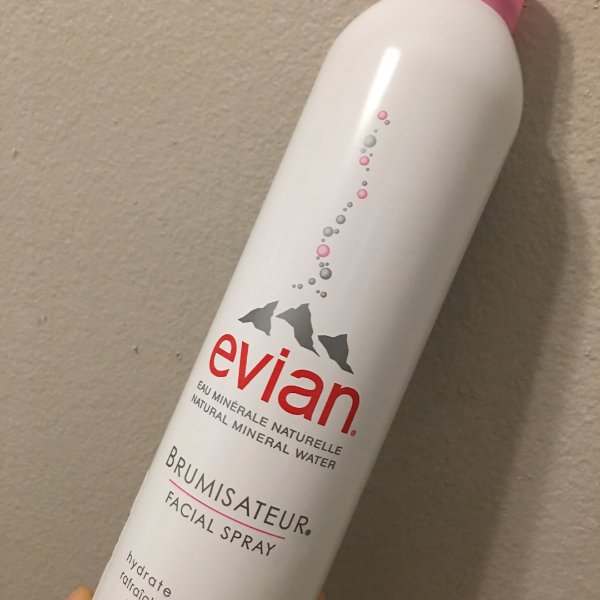 evian.
EAU MINÉRALE NATURELLE
NATURAL MINERAL WATER
BRUMISATEUR®
FACIAL SPRAY
hydrate